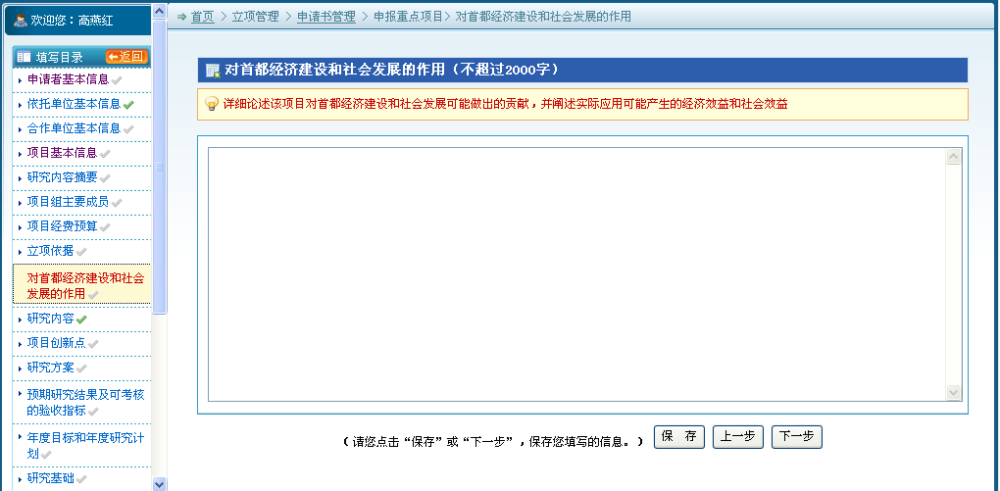 欢迎您：高燕红
首页 > 立项管理 > 申请书管理 > 申报重点项目> 对首都经济建设和社会发展的作用
填写目录 返回
申请者基本信息
依托单位基本信息
合作单位基本信息
项目基本信息
研究内容摘要
项目组主要成员
项目经费预算
立项依据
对首都经济建设和社会
发展的作用
研究内容
项目创新点
研究方案
预期研究结果及可考核
的验收指标
年度目标和年度研究计
划
研究基础
对首都经济建设和社会发展的作用（不超过2000字）
详细论述该项目对首都经济建设和社会发展可能做出的贡献，并阐述实际应用可能产生的经济效益和社会效益
（ 请您点击“保存”或“下一步”，保存您填写的信息。） 保 存 上一步 下一步